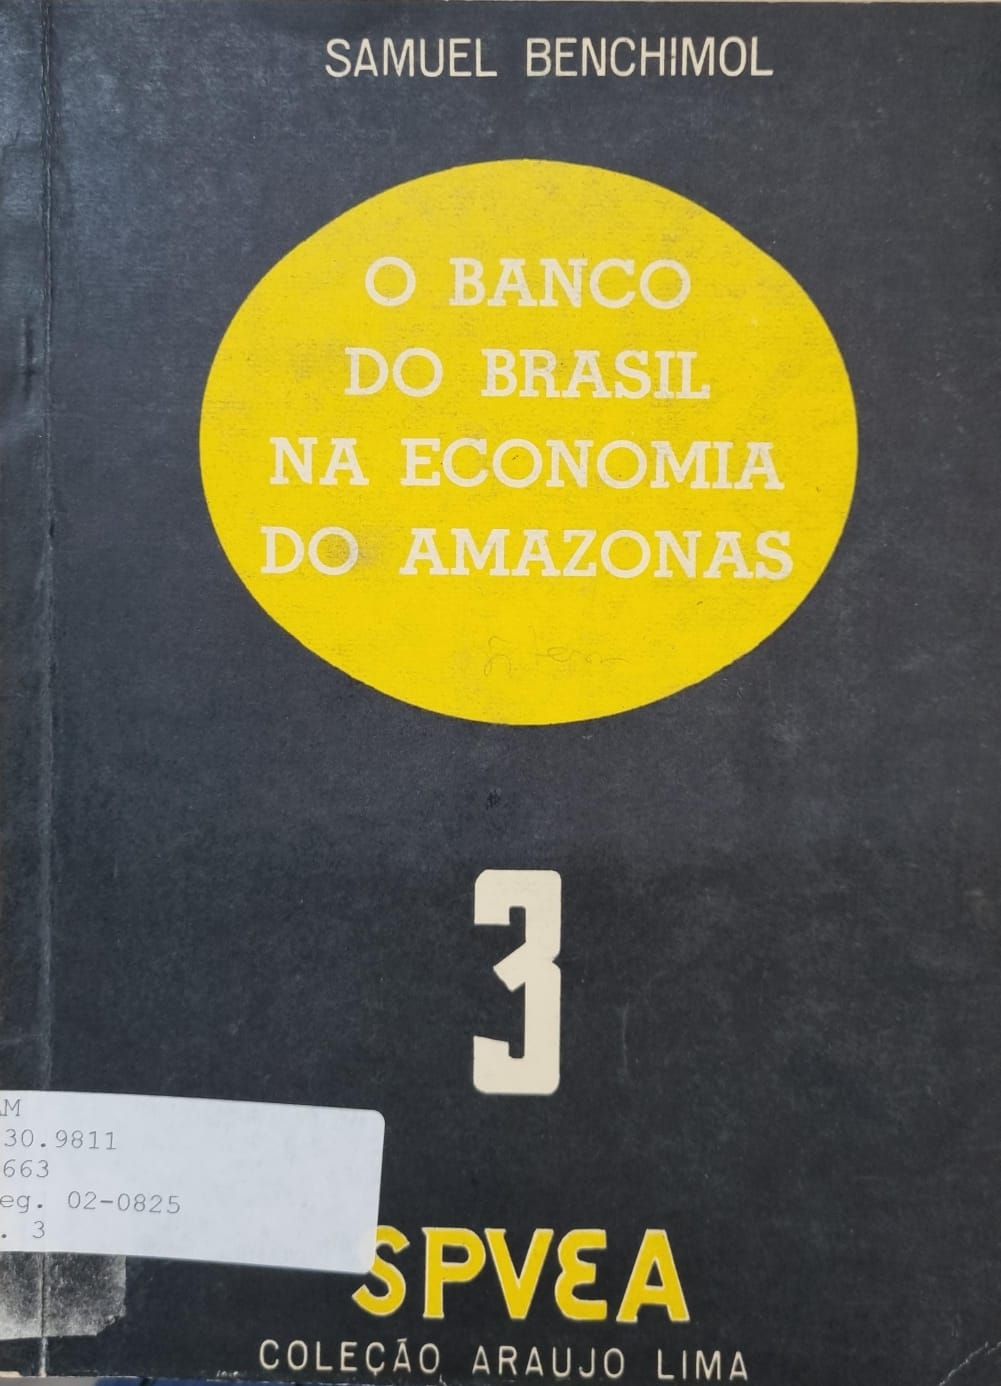 SAMUEL BENCHIMOL
O BANCO
DO BRASIL
NA ECONOMIA
DO AMAZONAS
3
AM
30.9811
663
eg. 02-0825
. 3
SPVEA
COLEÇÃO ARAUJO LIMA